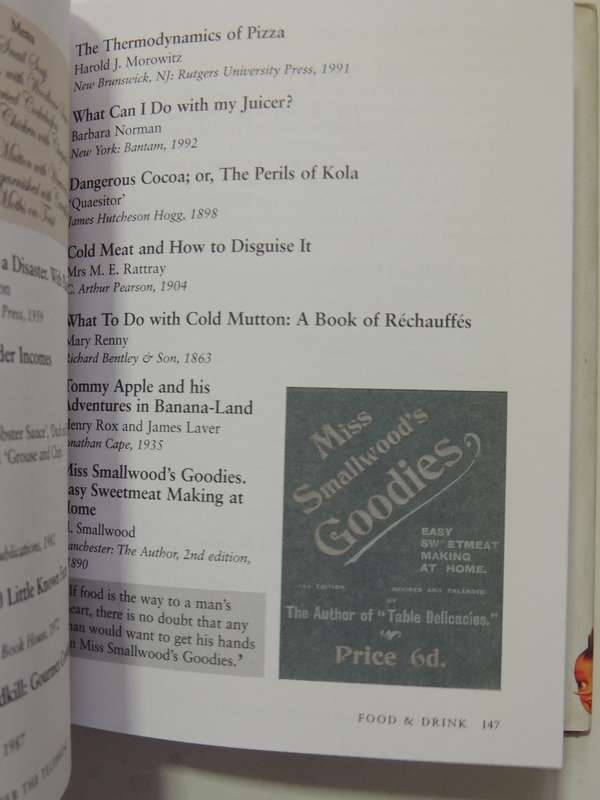 Menu
a Disaster,
Press, 1959
Incomes
Sauce',
'Grouse and
Little Known
Book House, 1972
Gourmet
1987
The Thermodynamics of Pizza
Harold J. Morowitz
New Brunswick, NJ: Rutgers University Press, 1991
What Can I Do with my Juicer?
Barbara Norman
New York: Bantam, 1992
Dangerous Cocoa; or, The Perils of Kola
'Quaesitor'
James Hutcheson Hogg, 1898
Cold Meat and How to Disguise It
Mrs M. E. Rattray
C. Arthur Pearson, 1904
What To Do with Cold Mutton: A Book of Réchauffés
Mary Renny
Richard Bentley & Son, 1863
Tommy Apple and his
Adventures in Banana-Land
Henry Rox and James Laver
Jonathan Cape, 1935
Miss Smallwood's Goodies.
Easy Sweetmeat Making at
Home
Smallwood
Manchester: The Author, 2nd edition,
1890
'If food is the way to a man's
heart, there is no doubt that any
man would want to get his hands
on Miss Smallwood's Goodies.'
Miss
Smallwood's
Goodies.
EASY
SWEETMEAT
MAKING
AT HOME.
EDITION. REVISED AND ENLARGED.
BY
The Author of "Table Delicacies."
Price 6d.
FOOD & DRINK 147